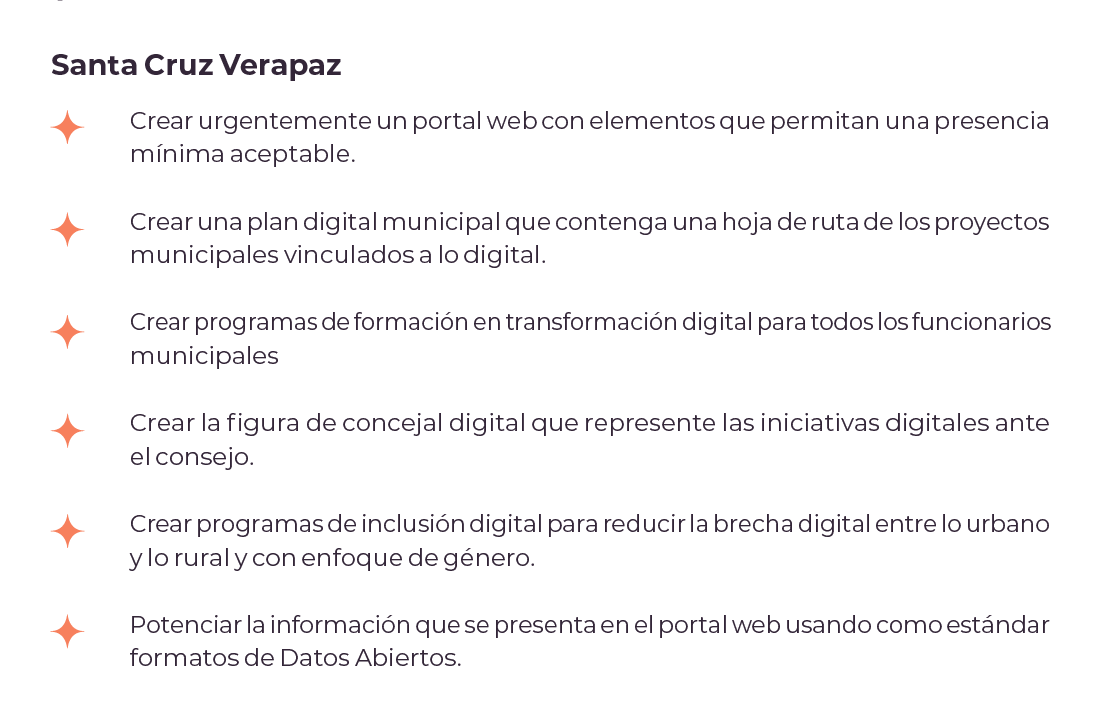 Santa Cruz Verapaz
Crear urgentemente un portal web con elementos que permitan una presencia
mínima aceptable.
Crear una plan digital municipal que contenga una hoja de ruta de los proyectos
municipales vinculados a lo digital.
Crear programas de formación en transformación digital para todos los funcionarios
municipales
Crear la figura de concejal digital que represente las iniciativas digitales ante
el consejo.
Crear programas de inclusión digital para reducir la brecha digital entre lo urbano
y lo rural y con enfoque de género.
Potenciar la información que se presenta en el portal web usando como estándar
formatos de Datos Abiertos.